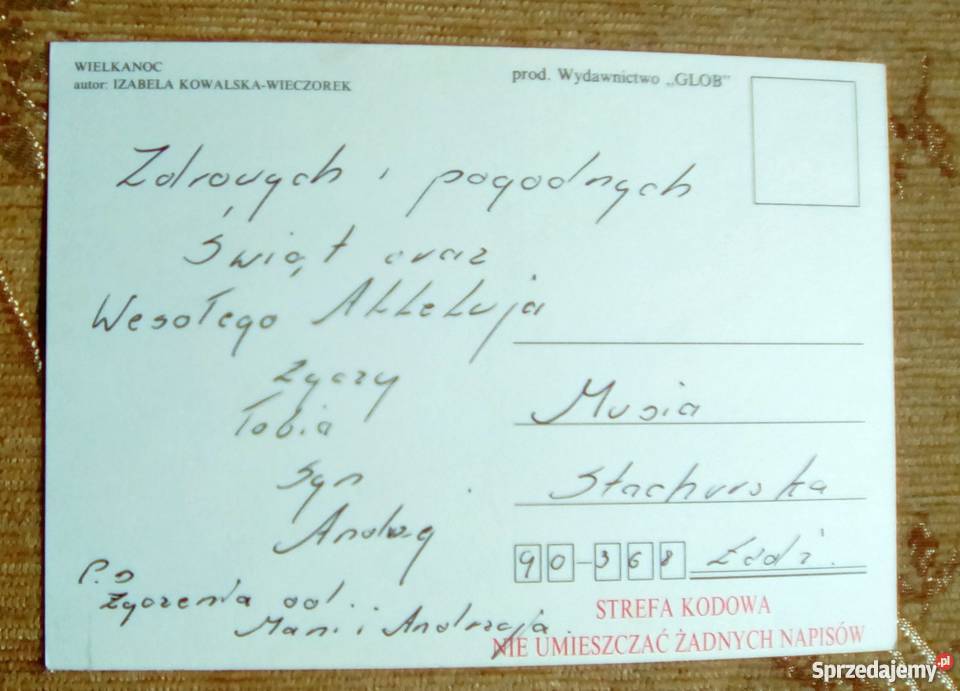 WIELKANOC
autor: IZABELA KOWALSKA-WIECZOREK
prod. Wydawnictwo „GLOB"
Zdrowych i pogodnych
Świąt oraz
Wesołego Alleluja
Życzy
Tobia
Syn
Andrzej
P.S
Życzenia od.
Mani i Andrzeja
Musia
Stachurska
90-368 Łódź.
STREFA KODOWA
NIE UMIESZCZAĆ ŻADNYCH NAPISÓW
Sprzedajemy.pl